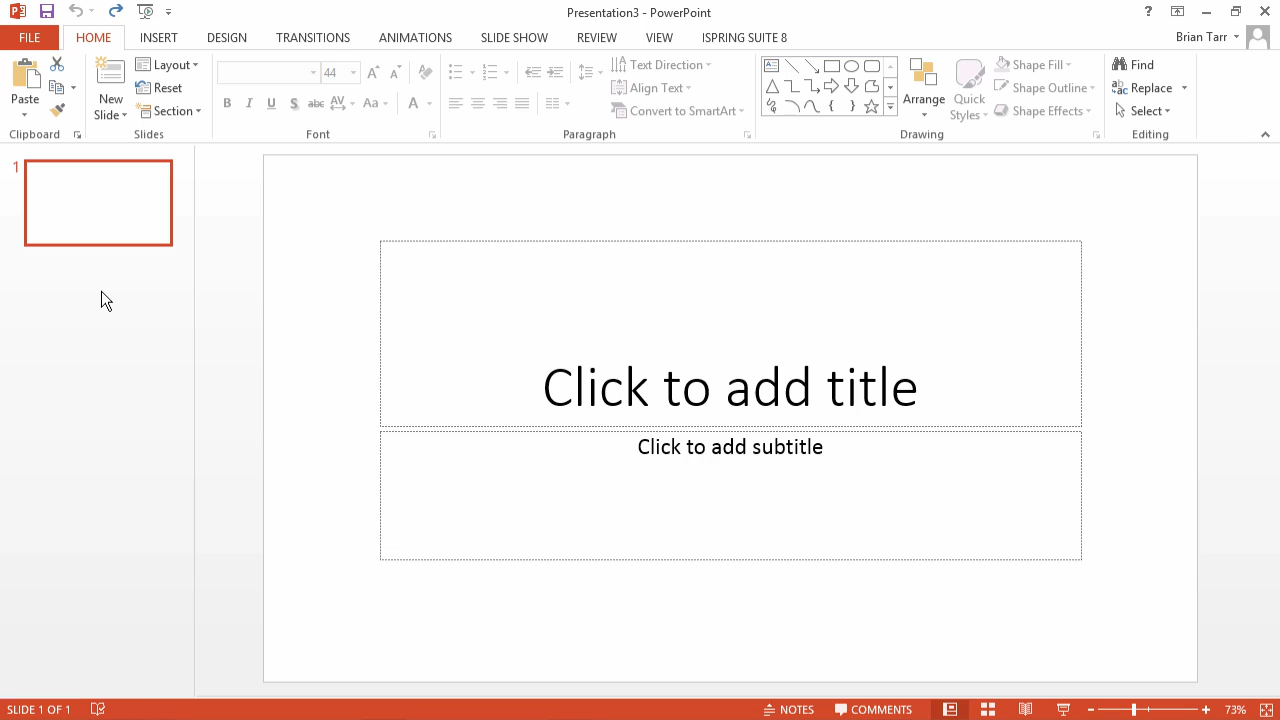 Presentation3 - PowerPoint
FILE HOME INSERT DESIGN TRANSITIONS ANIMATIONS SLIDE SHOW REVIEW VIEW ISPRING SUITE 8 Brian Tarr
Paste
Clipboard
New
Slide
Layout
Reset
Section
Slides
44
B I U S abc AV Aa A
Font
Text Direction
Align Text
Convert to SmartArt
Paragraph
Arrange
Quick
Styles
Shape Fill
Shape Outline
Shape Effects
Drawing
Find
Replace
Select
Editing
1
Click to add title
Click to add subtitle
SLIDE 1 OF 1 NOTES COMMENTS 73%